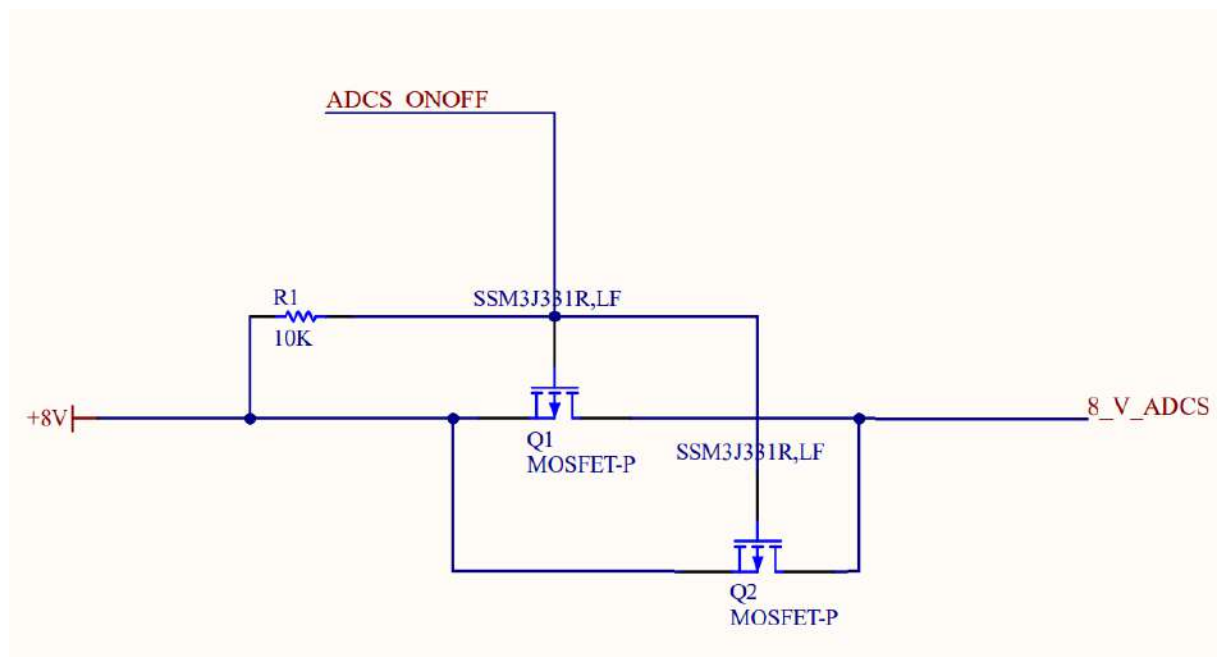 ADCS_ONOFF
R1
SSM3J331R,LF
10K
+8V
8_V_ADCS
Q1
MOSFET-P
SSM3J331R,LF
Q2
MOSFET-P